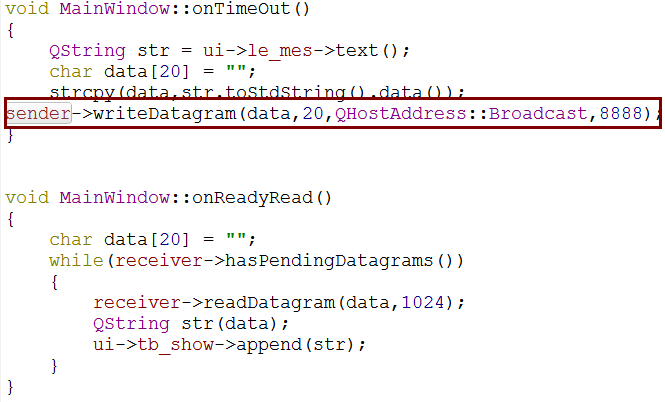 void MainWindow::onTimeOut()
{
QString str = ui->le_mes->text();
char data[20] = "";
strcpy(data,str.toStdString().data());
sender->writeDatagram(data,20,QHostAddress::Broadcast,8888);
}
void MainWindow::onReadyRead()
{
char data[20] = "";
while(receiver->hasPendingDatagrams())
{
receiver->readDatagram(data,1024);
QString str(data);
ui->tb_show->append(str);
}
}